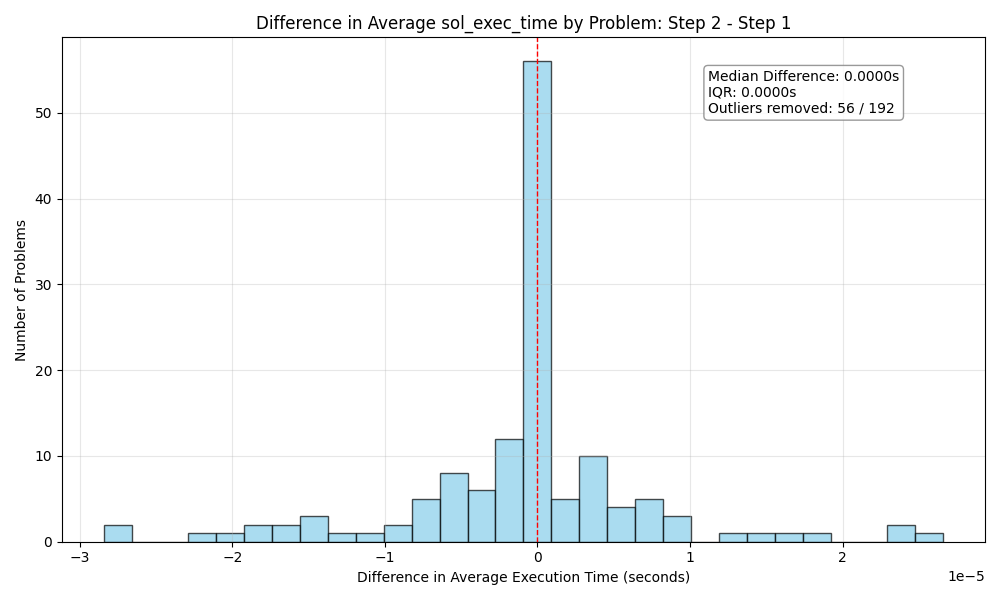 Difference in Average sol_exec_time by Problem: Step 2 - Step 1
Median Difference: 0.0000s
IQR: 0.0000s
Outliers removed: 56 / 192
Number of Problems
50
40
30
20
10
0
−3
−2
−1
0
1
2
1e−5
Difference in Average Execution Time (seconds)